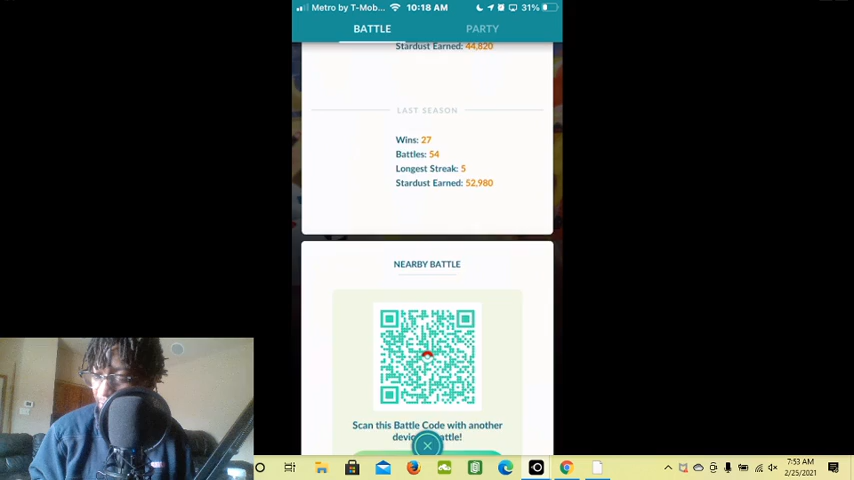 Metro by T-Mob... 10:18 AM 31%
BATTLE PARTY
Stardust Earned: 44,820
LAST SEASON
Wins: 27
Battles: 54
Longest Streak: 5
Stardust Earned: 52,980
NEARBY BATTLE
Scan this Battle Code with another
battle!
7:53 AM
2/25/2021